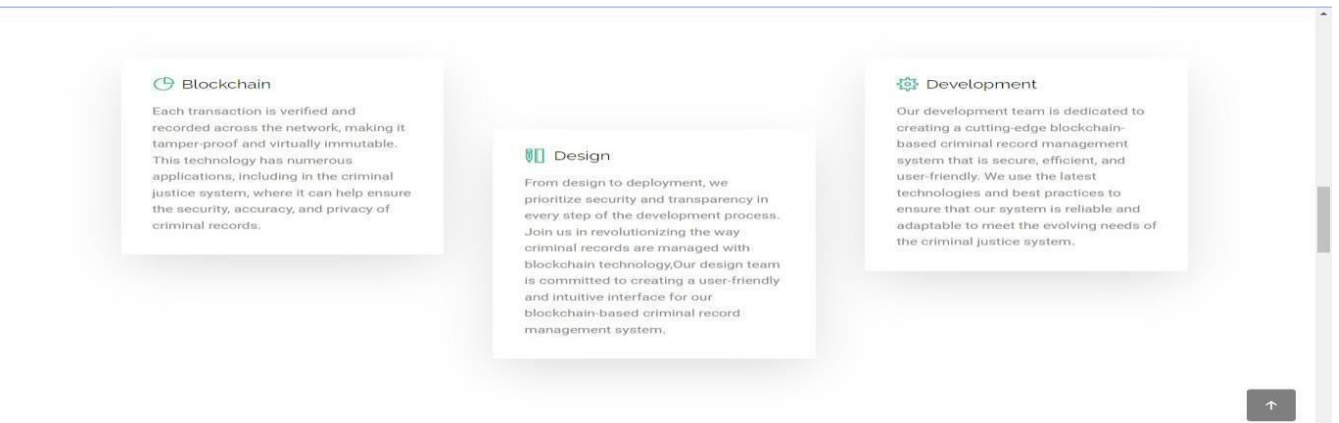 Blockchain
Each transaction is verified and
recorded across the network, making it
tamper-proof and virtually immutable.
This technology has numerous
applications, including in the criminal
justice system, where it can help ensure
the security, accuracy, and privacy of
criminal records.
Design
From design to deployment, we
prioritize security and transparency in
every step of the development process.
Join us in revolutionizing the way
criminal records are managed with
blockchain technology,Our design team
is committed to creating a user-friendly
and intuitive interface for our
blockchain-based criminal record
management system.
Development
Our development team is dedicated to
creating a cutting-edge blockchain-
based criminal record management
system that is secure, efficient, and
user-friendly. We use the latest
technologies and best practices to
ensure that our system is reliable and
adaptable to meet the evolving needs of
the criminal justice system.